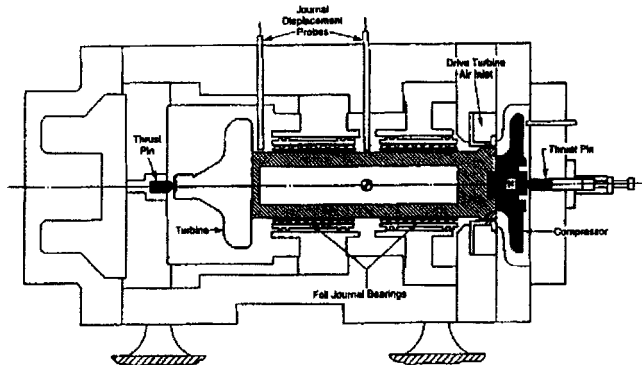 Journal
Displacement
Probes
Drive Turbine
Air Inlet
Thrust
Pin
Thrust Pin
Turbine
Compressor
Foil Journal Bearings